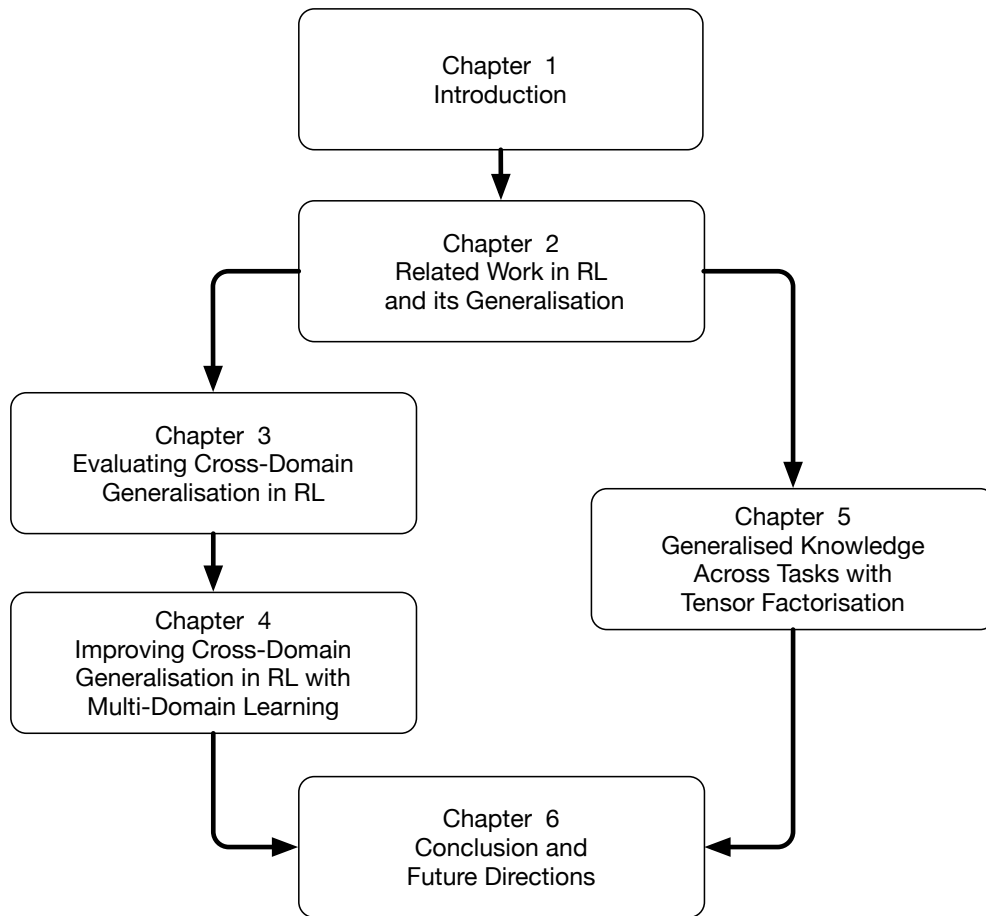 Chapter 1
Introduction
Chapter 2
Related Work in RL
and its Generalisation
Chapter 3
Evaluating Cross-Domain
Generalisation in RL
Chapter 4
Improving Cross-Domain
Generalisation in RL with
Multi-Domain Learning
Chapter 5
Generalised Knowledge
Across Tasks with
Tensor Factorisation
Chapter 6
Conclusion and
Future Directions